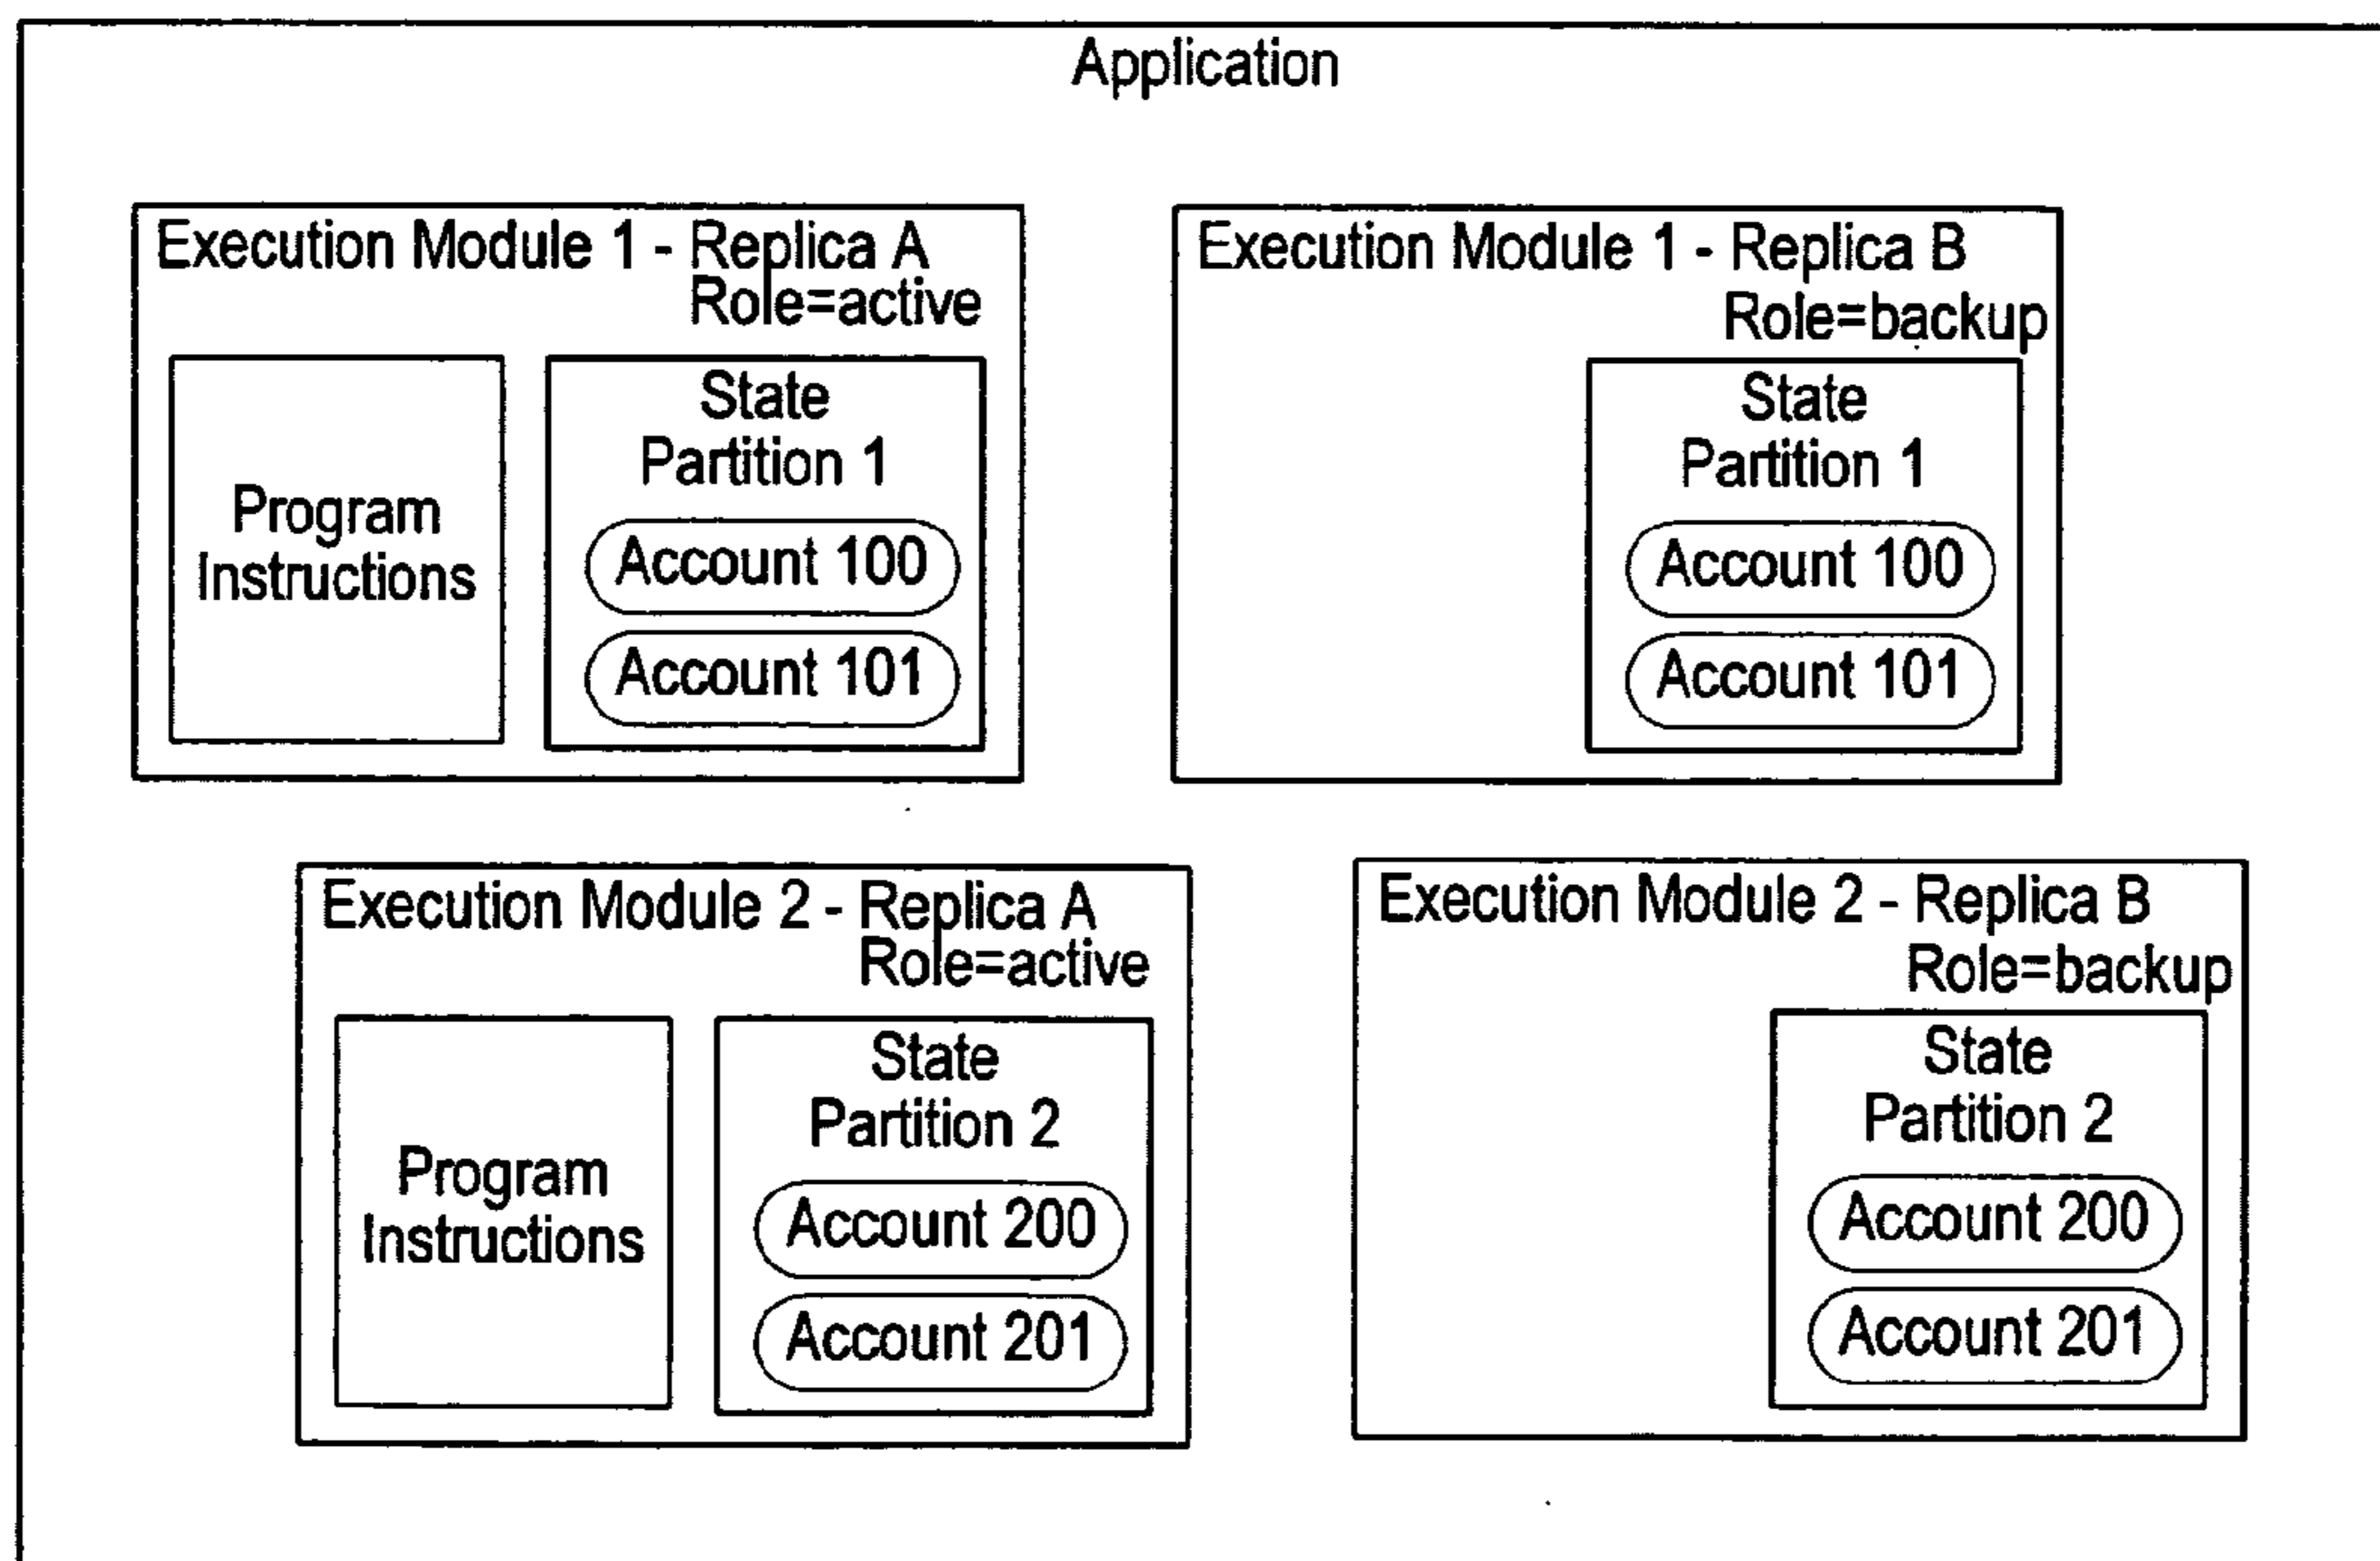 Application
Execution Module 1 - Replica A
Role=active
Program
Instructions
State
Partition 1
Account 100
Account 101
Execution Module 1 - Replica B
Role=backup
State
Partition 1
Account 100
Account 101
Execution Module 2 - Replica A
Role=active
Program
Instructions
State
Partition 2
Account 200
Account 201
Execution Module 2 - Replica B
Role=backup
State
Partition 2
Account 200
Account 201